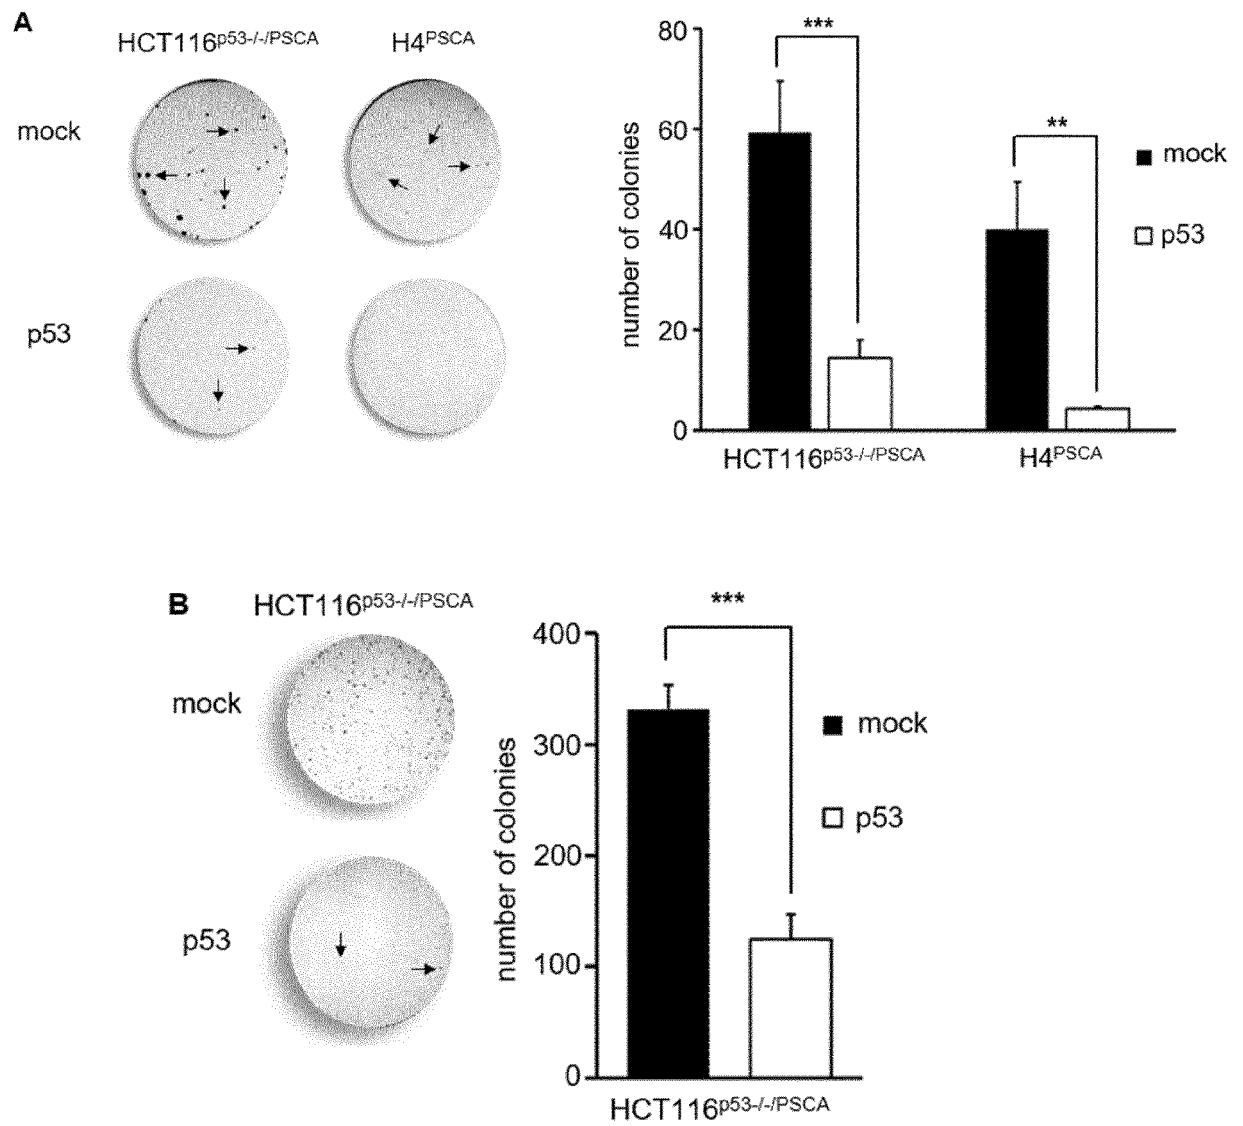 A
HCT116p53-/-/PSCA
H4PSCA
mock
p53
80
60
40
20
0
number of colonies
***
**
mock
p53
HCT116p53-/-/PSCA
H4PSCA
B
HCT116p53-/-/PSCA
mock
p53
400
300
200
100
0
number of colonies
***
mock
p53
HCT116p53-/-/PSCA